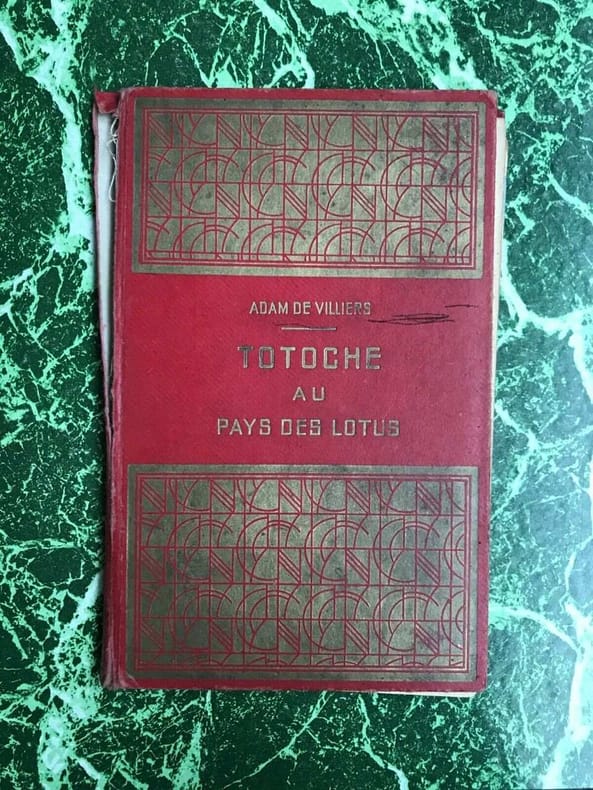 ADAM DE VILLIERS
TOTOCHE
AU
PAYS DES LOTUS